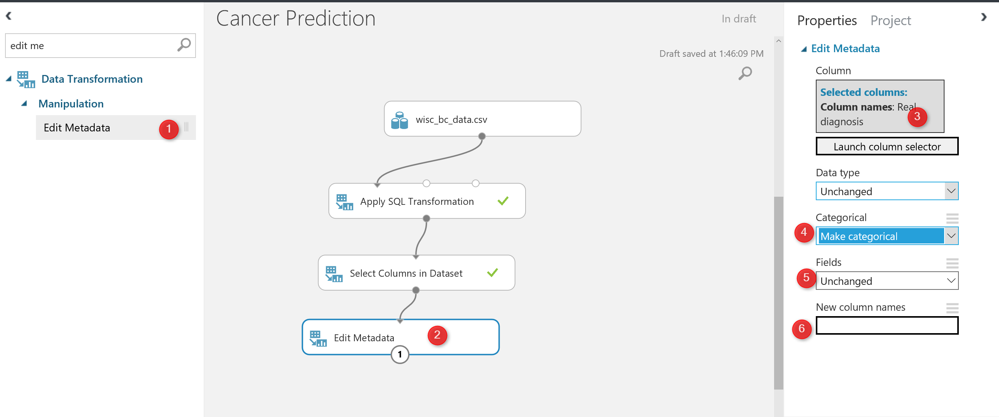 edit me
Data Transformation
Manipulation
Edit Metadata
1
Cancer Prediction
In draft
Draft saved at 1:46:09 PM
wisc_bc_data.csv
Apply SQL Transformation
Select Columns in Dataset
Edit Metadata
2
1
Properties Project
Edit Metadata
Column
Selected columns:
Column names: Real
diagnosis
3
Launch column selector
Data type
Unchanged
Categorical
4
Make categorical
Fields
5
Unchanged
New column names
6